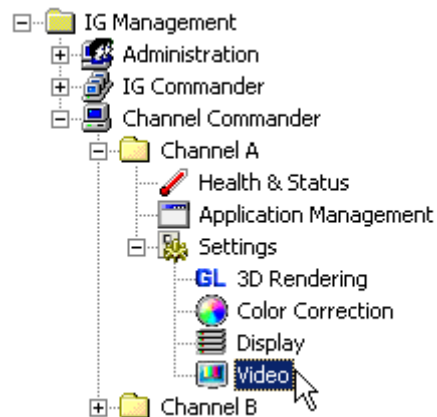 IG Management
Administration
IG Commander
Channel Commander
Channel A
Health & Status
Application Management
Settings
GL 3D Rendering
Color Correction
Display
Video
Channel B